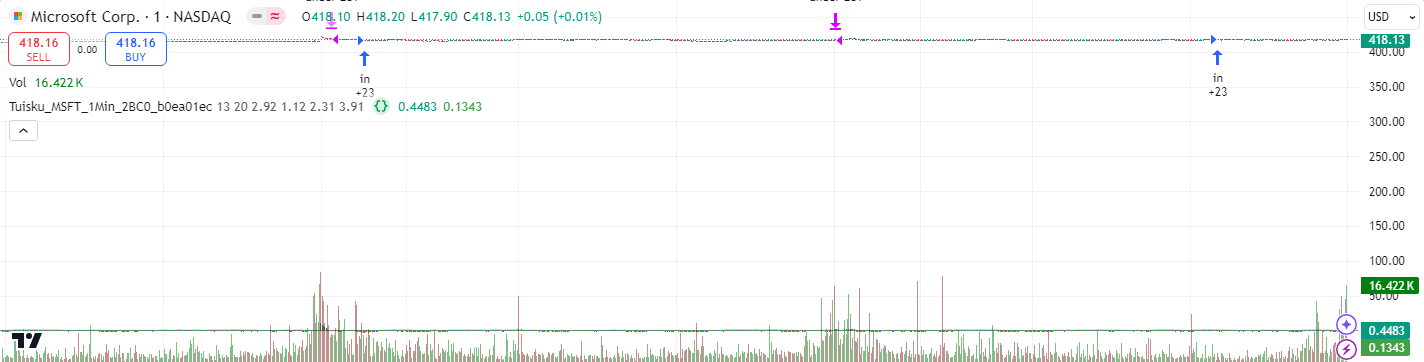 Microsoft Corp. · 1 · NASDAQ O418.10 H418.20 L417.90 C418.13 +0.05 (+0.01%)
USD
418.16 SELL
0.00
418.16 BUY
418.13
400.00
in
+23
in
+23
Vol 16.422 K
350.00
Tuisku_MSFT_1Min_2BC0_b0ea01ec 13 20 2.92 1.12 2.31 3.91 {} 0.4483 0.1343
300.00
250.00
200.00
150.00
100.00
16.422 K
50.00
0.4483
0.1343